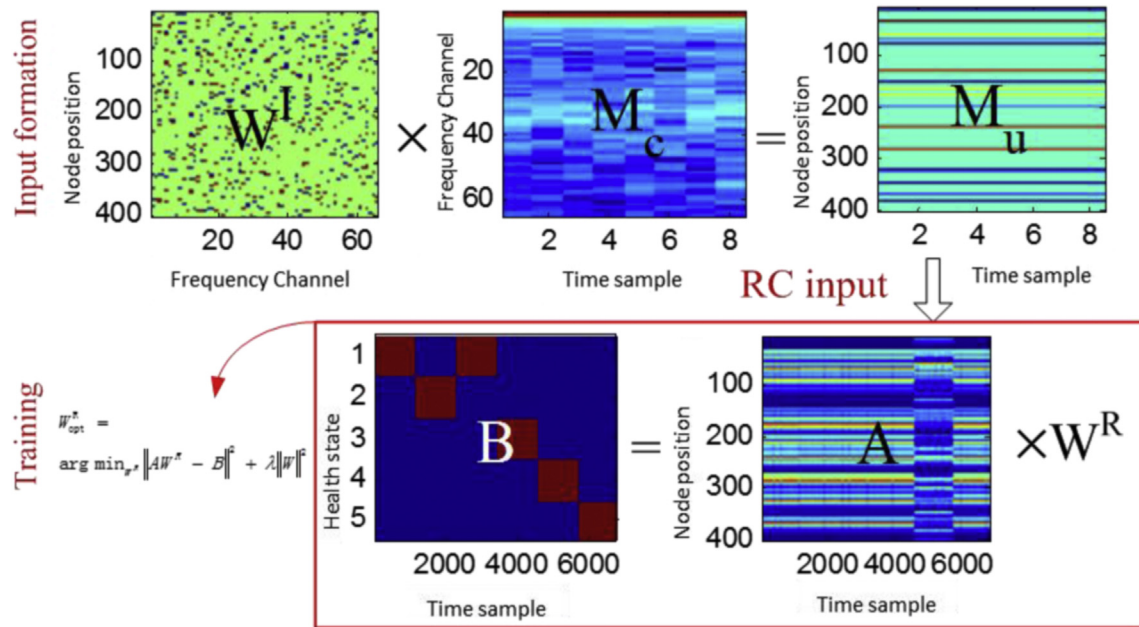 Input formation
Node position
100
200
300
400
W^I
20 40 60
Frequency Channel
×
Frequency Channel
20
40
60
M_c
2 4 6 8
Time sample
=
Node position
100
200
300
400
M_u
2 4 6 8
Time sample
RC input
Training
W_opt^R =
arg min_{W^R} ‖AW^R − B‖² + λ‖W‖²
Health state
1
2
3
4
5
B
2000 4000 6000
Time sample
=
Node position
100
200
300
400
A
2000 4000 6000
Time sample
×W^R